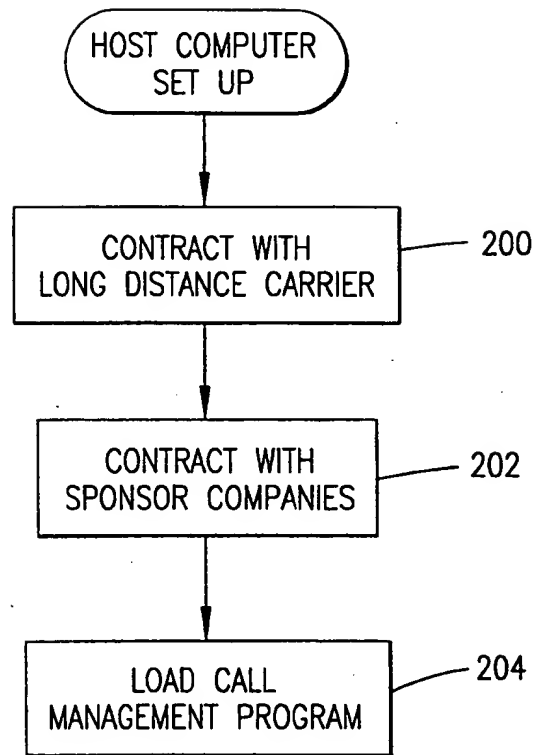 HOST COMPUTER
SET UP
CONTRACT WITH
LONG DISTANCE CARRIER
200
CONTRACT WITH
SPONSOR COMPANIES
202
LOAD CALL
MANAGEMENT PROGRAM
204